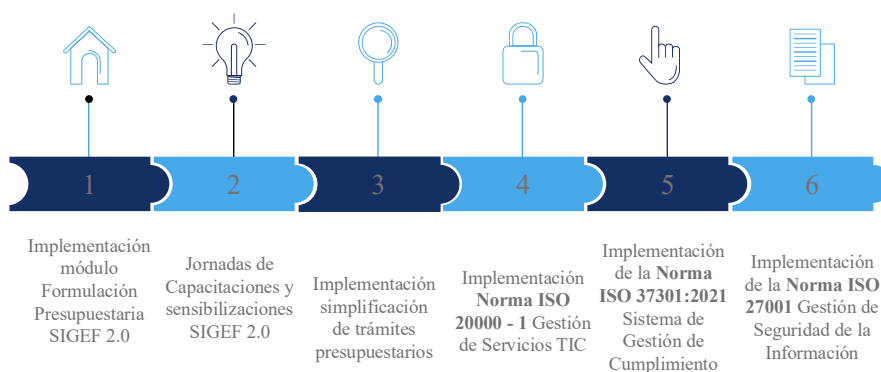 1
2
3
4
5
6
Implementación
módulo
Formulación
Presupuestaria
SIGEF 2.0
Jornadas de
Capacitaciones y
sensibilizaciones
SIGEF 2.0
Implementación
simplificación
de trámites
presupuestarios
Implementación
Norma ISO
20000 - 1 Gestión
de Servicios TIC
Implementación
de la Norma
ISO 37301:2021
Sistema de
Gestión de
Cumplimiento
Implementación
de la Norma ISO
27001 Gestión de
Seguridad de la
Información